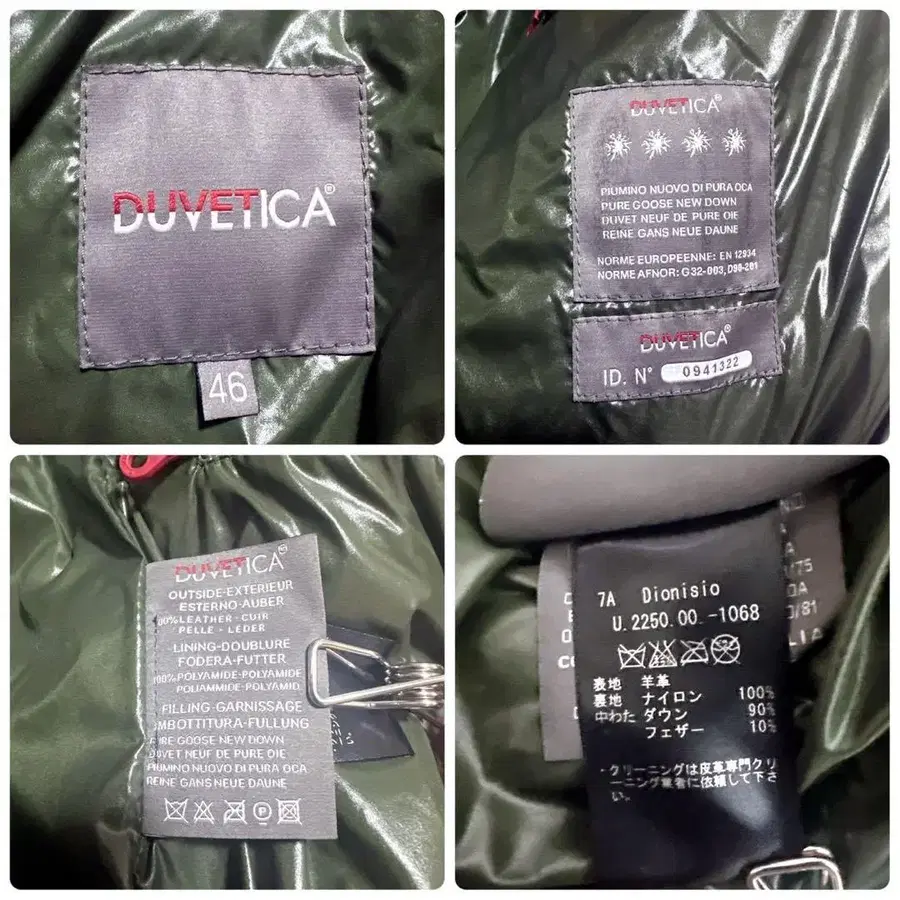 DUVETICA®
46
DUVETICA®
PIUMINO NUOVO DI PURA OCA
PURE GOOSE NEW DOWN
DUVET NEUF DE PURE OIE
REINE GANS NEUE DAUNE
NORME EUROPEENNE: EN 12934
NORME AFNOR: G32-003, D90-201
DUVETICA®
ID. N° 0941322
DUVETICA®
OUTSIDE-EXTERIEUR
ESTERNO-AUBER
100% LEATHER-CUIR
PELLE - LEDER
LINING-DOUBLURE
FODERA-FUTTER
100% POLYAMIDE-POLYAMIDE
POLIAMMIDE-POLYAMID
FILLING-GARNISSAGE
IMBOTTITURA-FULLUNG
PURE GOOSE NEW DOWN
DUVET NEUF DE PURE OIE
PIUMINO NUOVO DI PURA OCA
REINE GANS NEUE DAUNE
7A Dionisio
U.2250.00.-1068
表地 羊革
裏地 ナイロン 100%
中わた ダウン 90%
フェザー 10%
・クリーニングは皮革専門クリ
ーニング業者に依頼して下さ
い。
/75
0/81